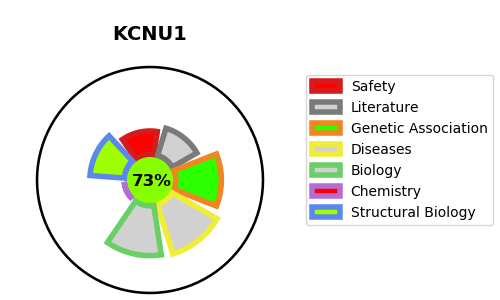 KCNU1
73%
Safety
Literature
Genetic Association
Diseases
Biology
Chemistry
Structural Biology